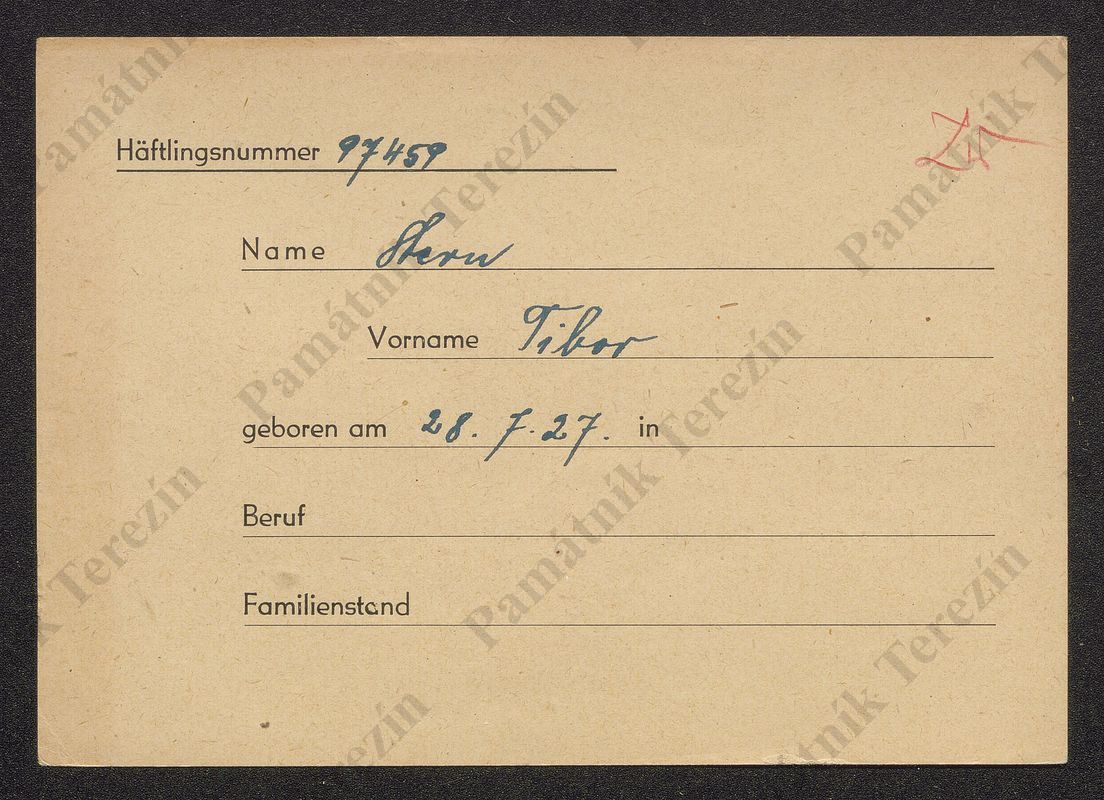 Häftlingsnummer 97459
Name Stern
Vorname Tibor
geboren am 28. 7. 27. in
Beruf
Familienstand
Památník Terezín